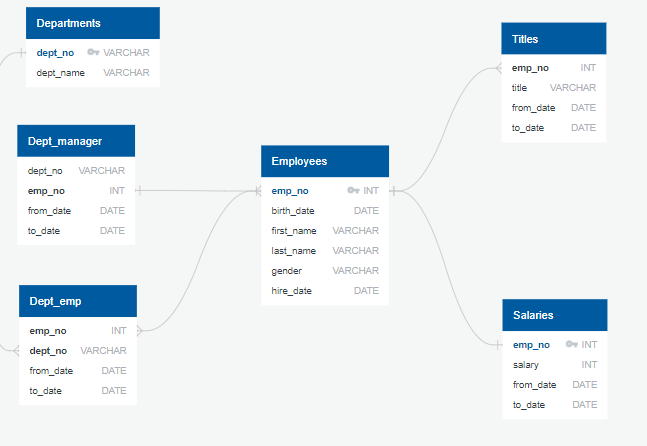 Departments
dept_no VARCHAR
dept_name VARCHAR
Dept_manager
dept_no VARCHAR
emp_no INT
from_date DATE
to_date DATE
Dept_emp
emp_no INT
dept_no VARCHAR
from_date DATE
to_date DATE
Employees
emp_no INT
birth_date DATE
first_name VARCHAR
last_name VARCHAR
gender VARCHAR
hire_date DATE
Titles
emp_no INT
title VARCHAR
from_date DATE
to_date DATE
Salaries
emp_no INT
salary INT
from_date DATE
to_date DATE